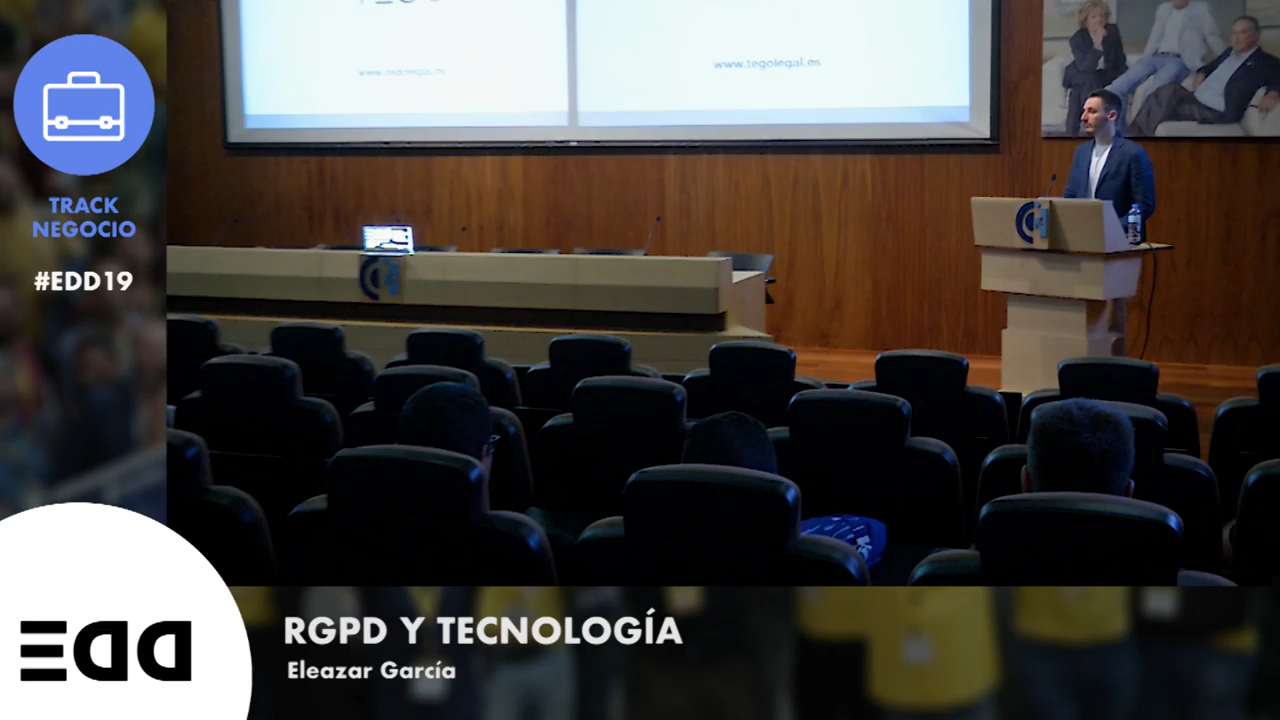 www.tegolegal.es
TRACK
NEGOCIO
#EDD19
EDD
RGPD Y TECNOLOGÍA
Eleazar García